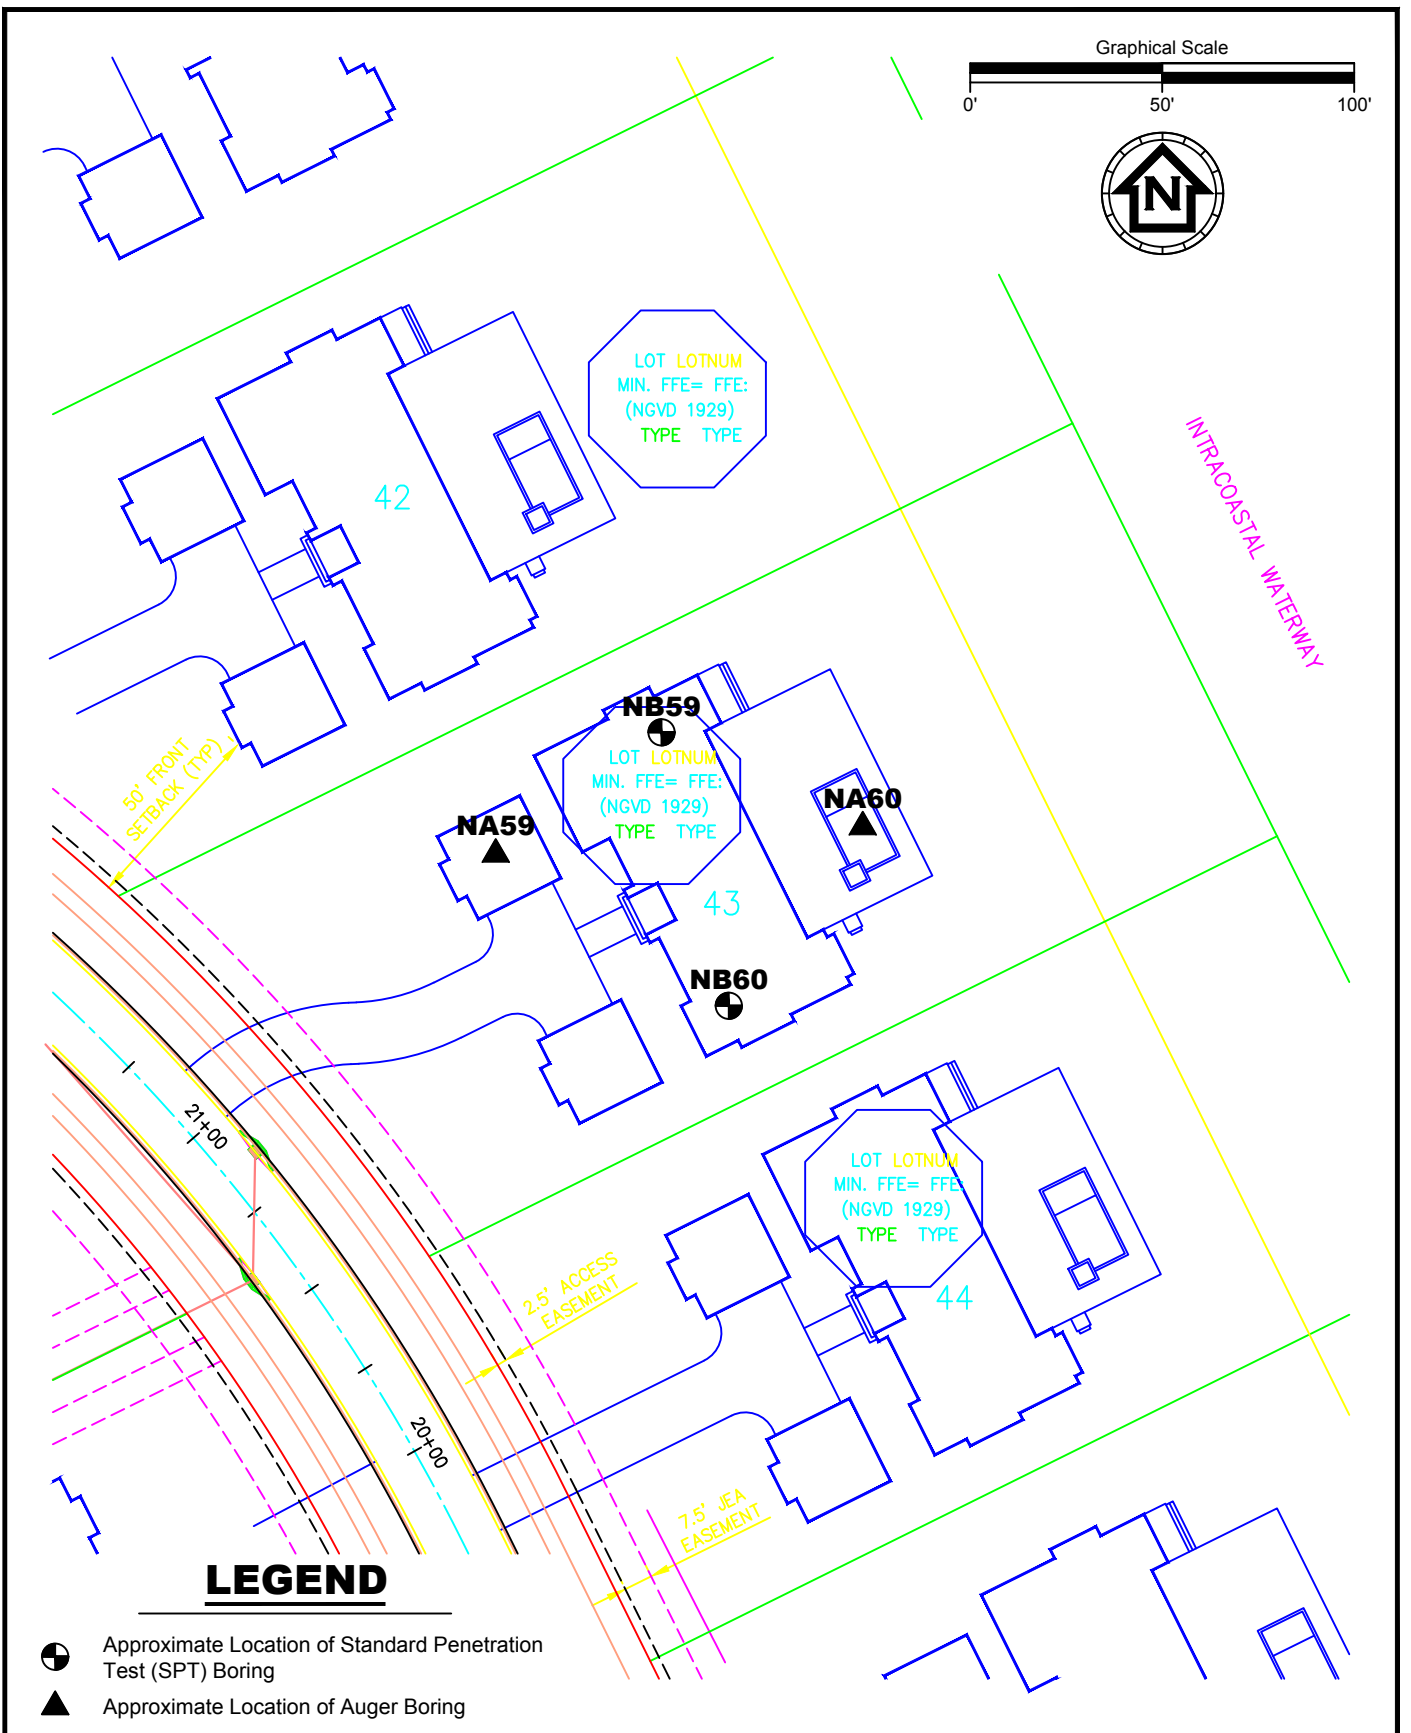 Graphical Scale
0' 50' 100'
N
LOT LOTNUM
MIN. FFE= FFE:
(NGVD 1929)
TYPE TYPE
42
INTRACOASTAL WATERWAY
50' FRONT
SETBACK (TYP)
NB59
LOT LOTNUM
MIN. FFE= FFE:
(NGVD 1929)
TYPE TYPE
NA59
NA60
43
NB60
21+00
LOT LOTNUM
MIN. FFE= FFE:
(NGVD 1929)
TYPE TYPE
2.5' ACCESS
EASEMENT
44
20+00
7.5' JEA
EASEMENT
LEGEND
Approximate Location of Standard Penetration
Test (SPT) Boring
Approximate Location of Auger Boring